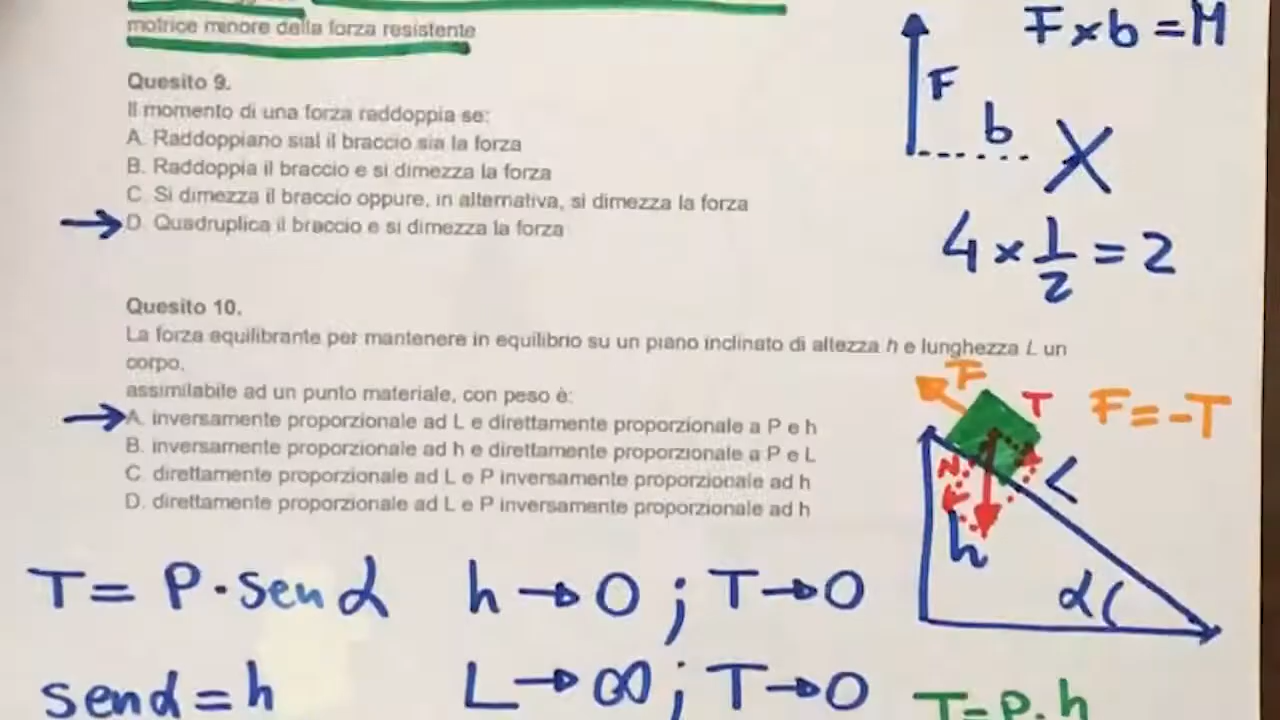 motrice minore della forza resistente
F x b = M
F
b
X
Quesito 9.
Il momento di una forza raddoppia se:
A. Raddoppiano sial il braccio sia la forza
B. Raddoppia il braccio e si dimezza la forza
C. Si dimezza il braccio oppure, in alternativa, si dimezza la forza
D. Quadruplica il braccio e si dimezza la forza
4 x 1/2 = 2
Quesito 10.
La forza equilibrante per mantenere in equilibrio su un piano inclinato di altezza h e lunghezza L un
corpo,
assimilabile ad un punto materiale, con peso è:
A. inversamente proporzionale ad L e direttamente proporzionale a P e h
B. inversamente proporzionale ad h e direttamente proporzionale a P e L
C. direttamente proporzionale ad L e P inversamente proporzionale ad h
D. direttamente proporzionale ad L e P inversamente proporzionale ad h
F
T
F = -T
N
L
h
α
T = P · sen α
h → 0 ; T → 0
sen α = h
L → ∞ ; T → 0
T = P · h